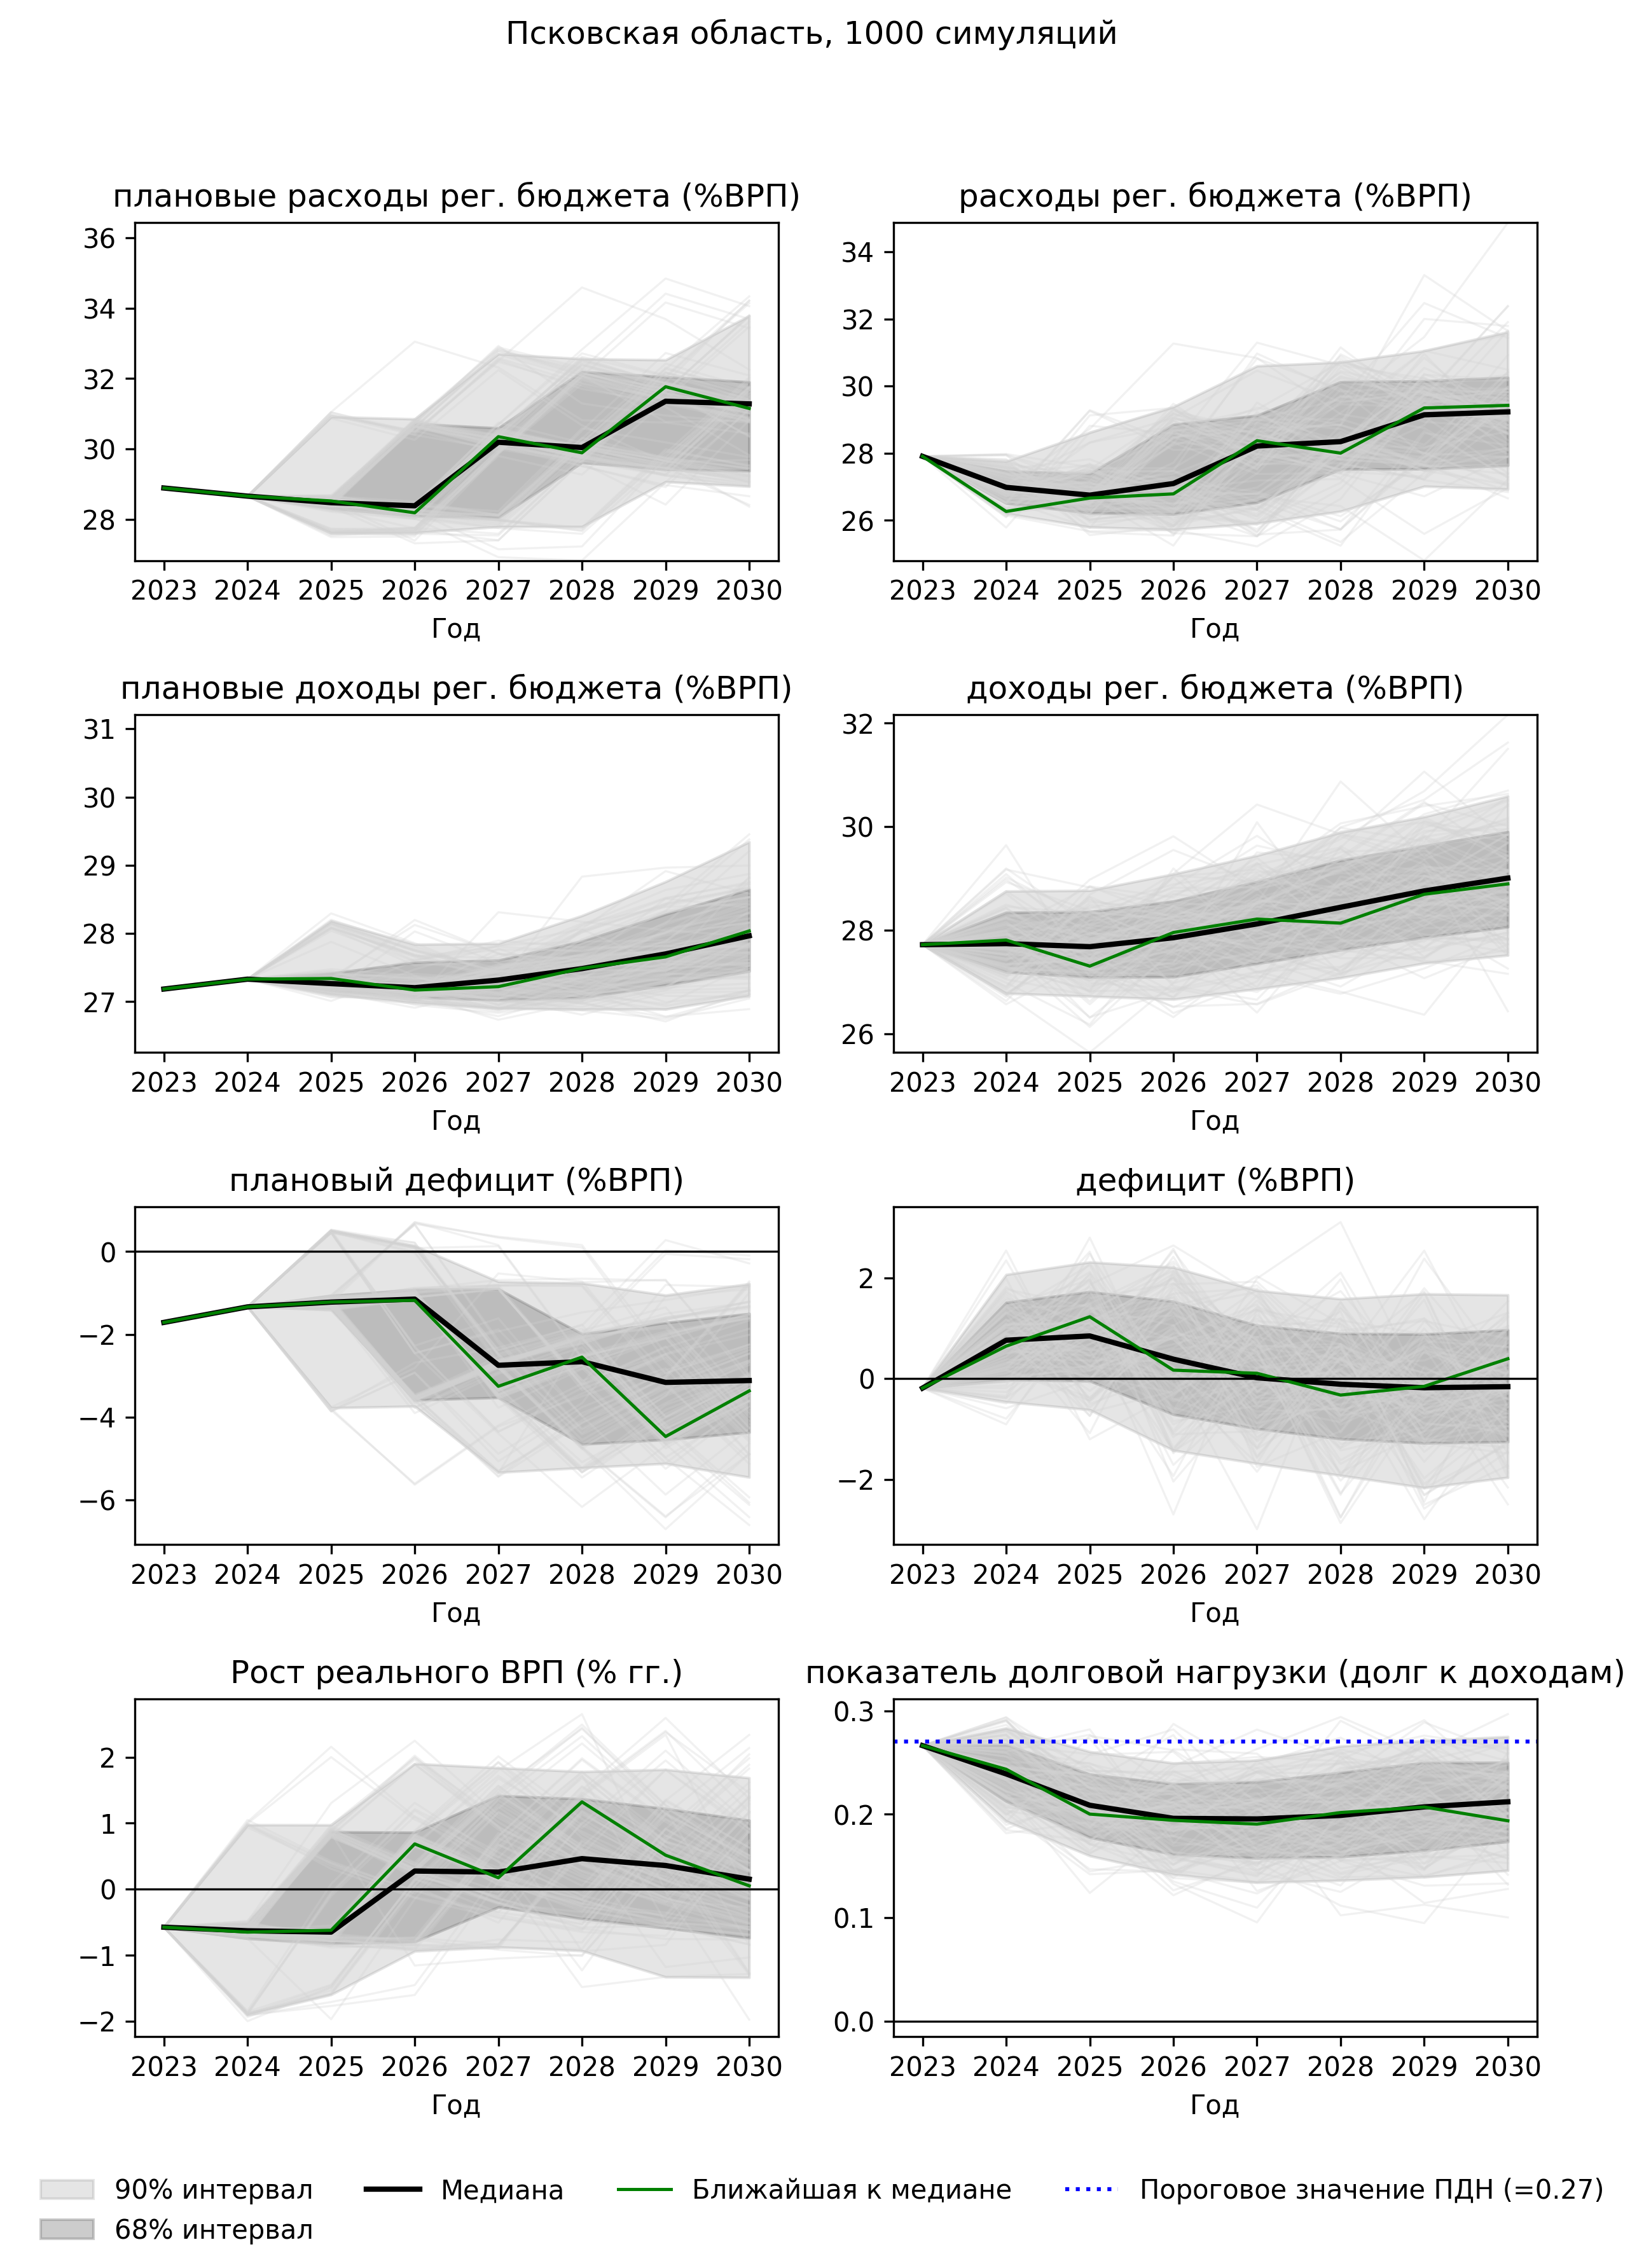 Псковская область, 1000 симуляций
плановые расходы рег. бюджета (%ВРП)
36
34
32
30
28
2023 2024 2025 2026 2027 2028 2029 2030
Год
расходы рег. бюджета (%ВРП)
34
32
30
28
26
2023 2024 2025 2026 2027 2028 2029 2030
Год
плановые доходы рег. бюджета (%ВРП)
31
30
29
28
27
2023 2024 2025 2026 2027 2028 2029 2030
Год
доходы рег. бюджета (%ВРП)
32
30
28
26
2023 2024 2025 2026 2027 2028 2029 2030
Год
плановый дефицит (%ВРП)
0
−2
−4
−6
2023 2024 2025 2026 2027 2028 2029 2030
Год
дефицит (%ВРП)
2
0
−2
2023 2024 2025 2026 2027 2028 2029 2030
Год
Рост реального ВРП (% гг.)
2
1
0
−1
−2
2023 2024 2025 2026 2027 2028 2029 2030
Год
показатель долговой нагрузки (долг к доходам)
0.3
0.2
0.1
0.0
2023 2024 2025 2026 2027 2028 2029 2030
Год
90% интервал
68% интервал
Медиана
Ближайшая к медиане
Пороговое значение ПДН (=0.27)